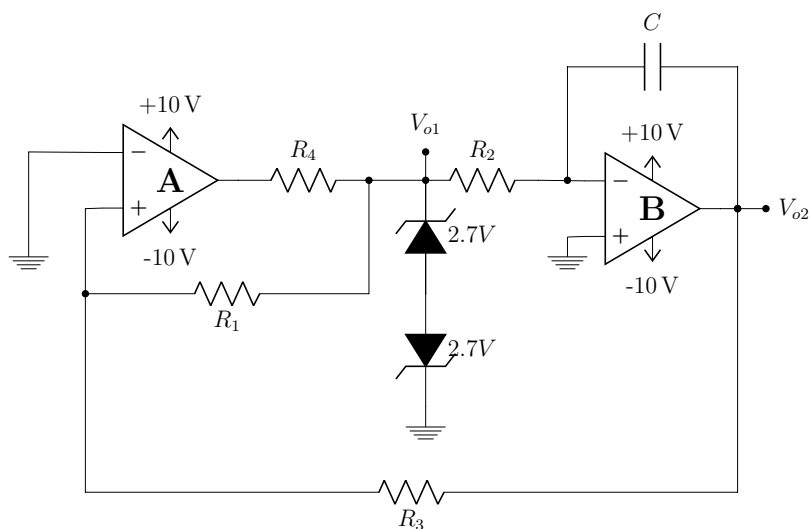 C
+10 V
+10 V
V_{o1}
R_4
R_2
−
A
+
−
B
+
V_{o2}
2.7V
-10 V
-10 V
R_1
2.7V
R_3